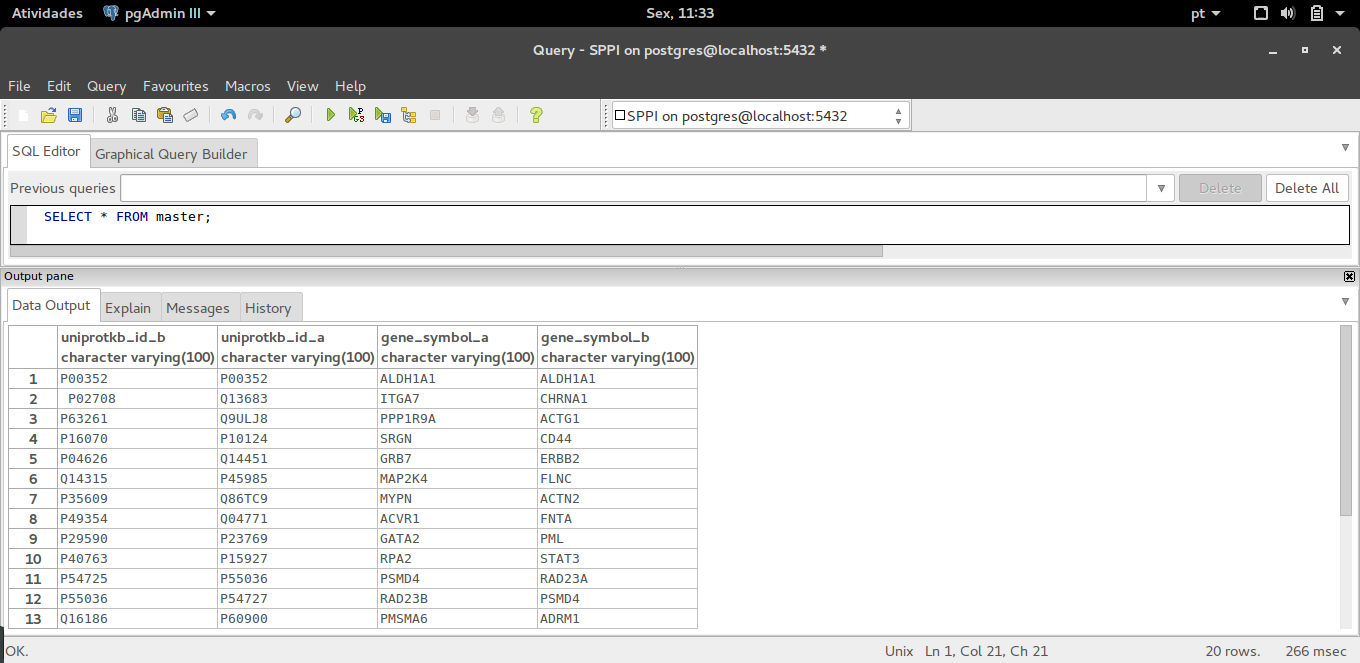 Atividades pgAdmin III Sex, 11:33 pt
Query - SPPI on postgres@localhost:5432 *
File Edit Query Favourites Macros View Help
SPPI on postgres@localhost:5432
SQL Editor Graphical Query Builder
Previous queries Delete Delete All
SELECT * FROM master;
Output pane
Data Output Explain Messages History
uniprotkb_id_b uniprotkb_id_a gene_symbol_a gene_symbol_b
character varying(100) character varying(100) character varying(100) character varying(100)
1 P00352 P00352 ALDH1A1 ALDH1A1
2 P02708 Q13683 ITGA7 CHRNA1
3 P63261 Q9ULJ8 PPP1R9A ACTG1
4 P16070 P10124 SRGN CD44
5 P04626 Q14451 GRB7 ERBB2
6 Q14315 P45985 MAP2K4 FLNC
7 P35609 Q86TC9 MYPN ACTN2
8 P49354 Q04771 ACVR1 FNTA
9 P29590 P23769 GATA2 PML
10 P40763 P15927 RPA2 STAT3
11 P54725 P55036 PSMD4 RAD23A
12 P55036 P54727 RAD23B PSMD4
13 Q16186 P60900 PMSMA6 ADRM1
OK. Unix Ln 1, Col 21, Ch 21 20 rows. 266 msec